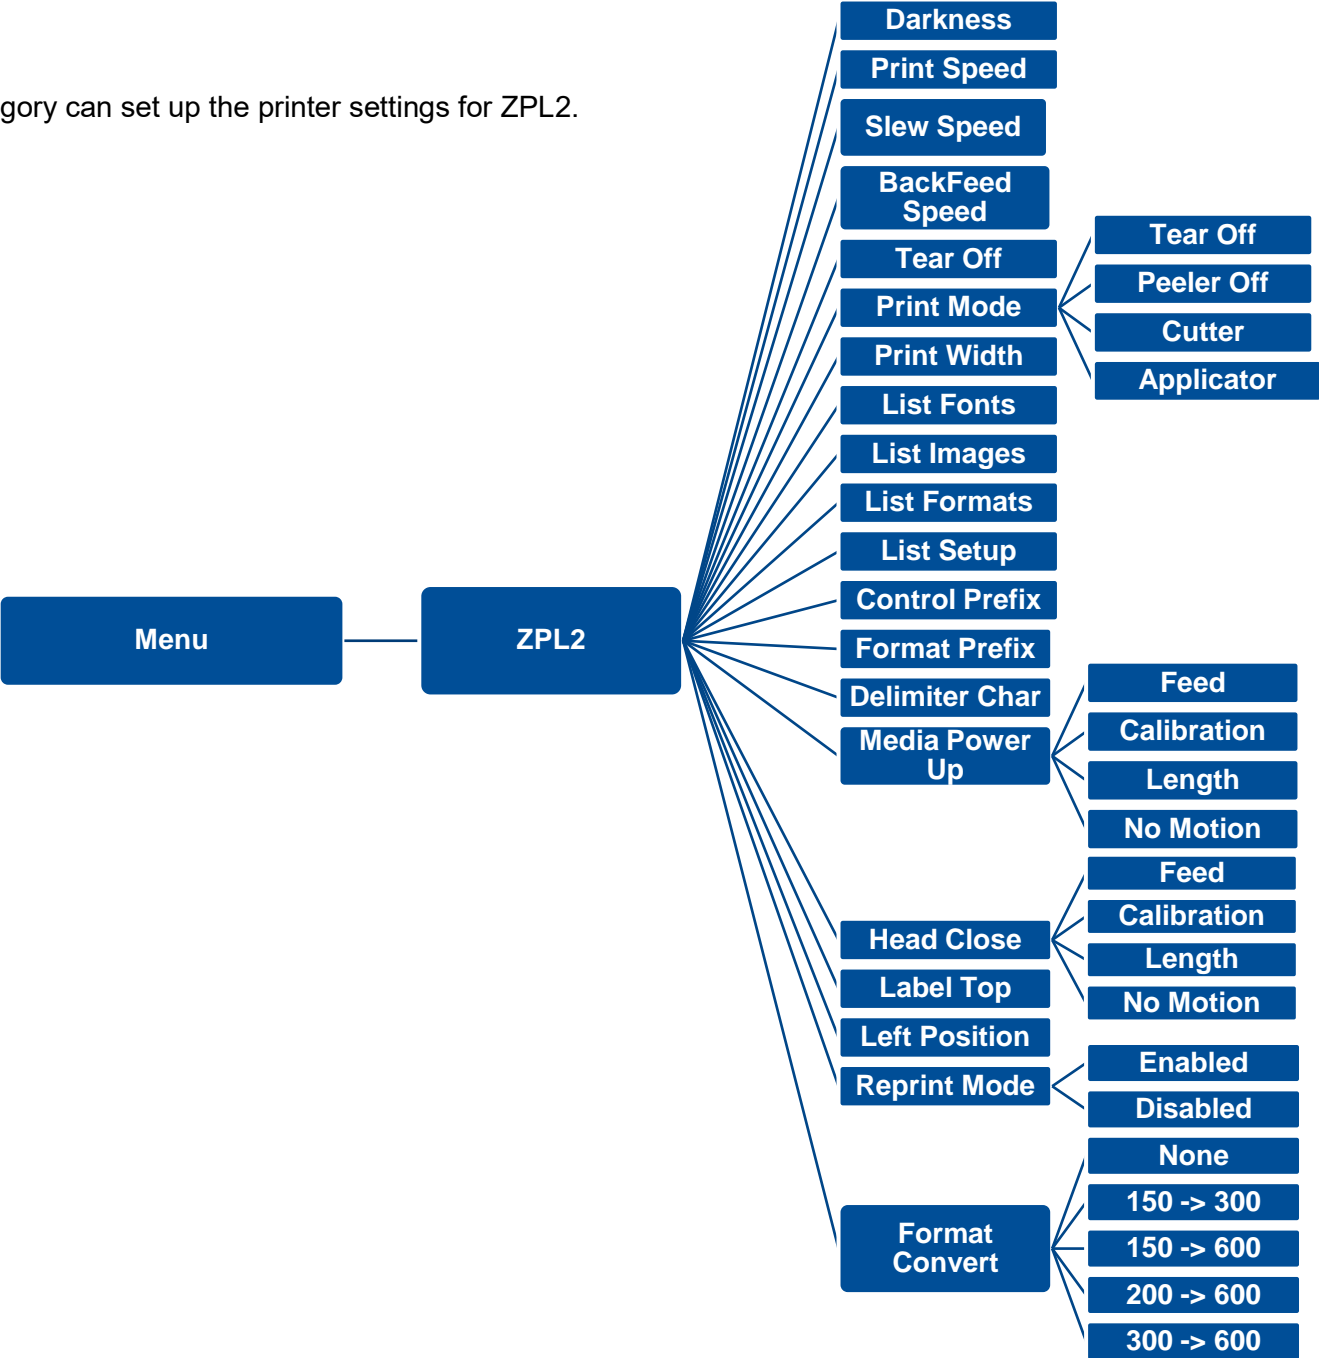 gory can set up the printer settings for ZPL2.
Menu
ZPL2
Darkness
Print Speed
Slew Speed
BackFeed
Speed
Tear Off
Print Mode
Tear Off
Peeler Off
Cutter
Applicator
Print Width
List Fonts
List Images
List Formats
List Setup
Control Prefix
Format Prefix
Delimiter Char
Media Power
Up
Feed
Calibration
Length
No Motion
Head Close
Feed
Calibration
Length
No Motion
Label Top
Left Position
Reprint Mode
Enabled
Disabled
Format
Convert
None
150 -> 300
150 -> 600
200 -> 600
300 -> 600